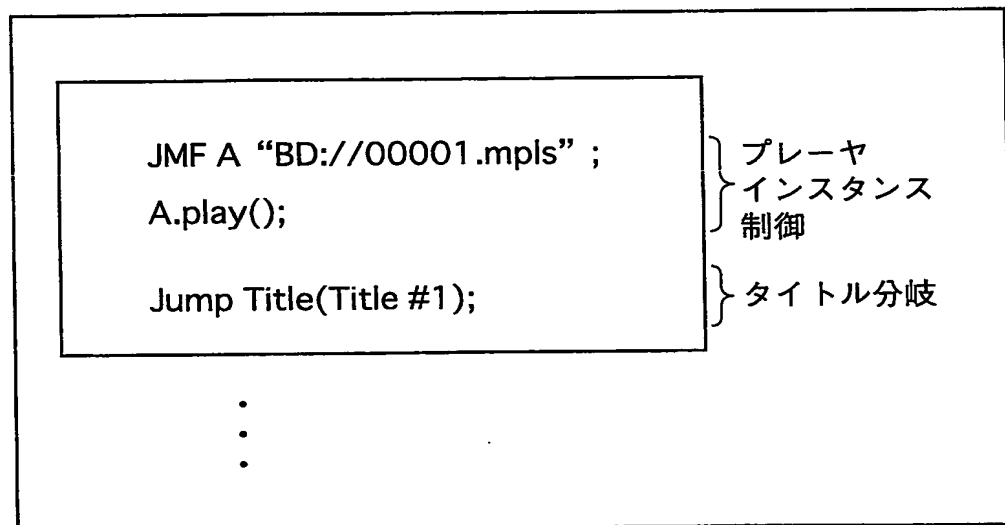 JMF A “BD://00001.mpls” ;
A.play();
プレーヤ
インスタンス
制御
Jump Title(Title #1);
タイトル分岐